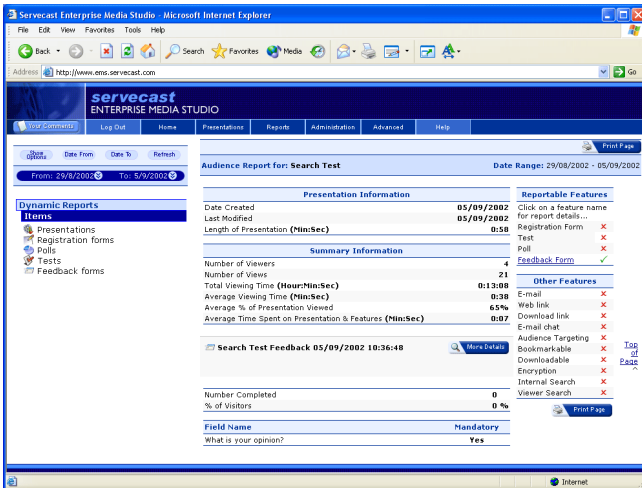 Servecast Enterprise Media Studio - Microsoft Internet Explorer
File Edit View Favorites Tools Help
Back Search Favorites Media
Address http://www.ems.servecast.com Go
servecast
ENTERPRISE MEDIA STUDIO
Your Comments Log Out Home Presentations Reports Administration Advanced Help
Show Options Date From Date To Refresh
From: 29/8/2002 To: 5/9/2002
Dynamic Reports
Items
Presentations
Registration forms
Polls
Tests
Feedback forms
Print Page
Audience Report for: Search Test Date Range: 29/08/2002 - 05/09/2002
Presentation Information
Date Created 05/09/2002
Last Modified 05/09/2002
Length of Presentation (Min:Sec) 0:58
Summary Information
Number of Viewers 4
Number of Views 21
Total Viewing Time (Hour:Min:Sec) 0:13:08
Average Viewing Time (Min:Sec) 0:38
Average % of Presentation Viewed 65%
Average Time Spent on Presentation & Features (Min:Sec) 0:07
Search Test Feedback 05/09/2002 10:36:48 More Details
Number Completed 0
% of Visitors 0 %
Field Name Mandatory
What is your opinion? Yes
Reportable Features
Click on a feature name
for report details...
Registration Form
Test
Poll
Feedback Form
Other Features
E-mail
Web link
Download link
E-mail chat
Audience Targeting
Bookmarkable
Downloadable
Encryption
Internal Search
Viewer Search
Print Page
Top
of
Page
^
Internet